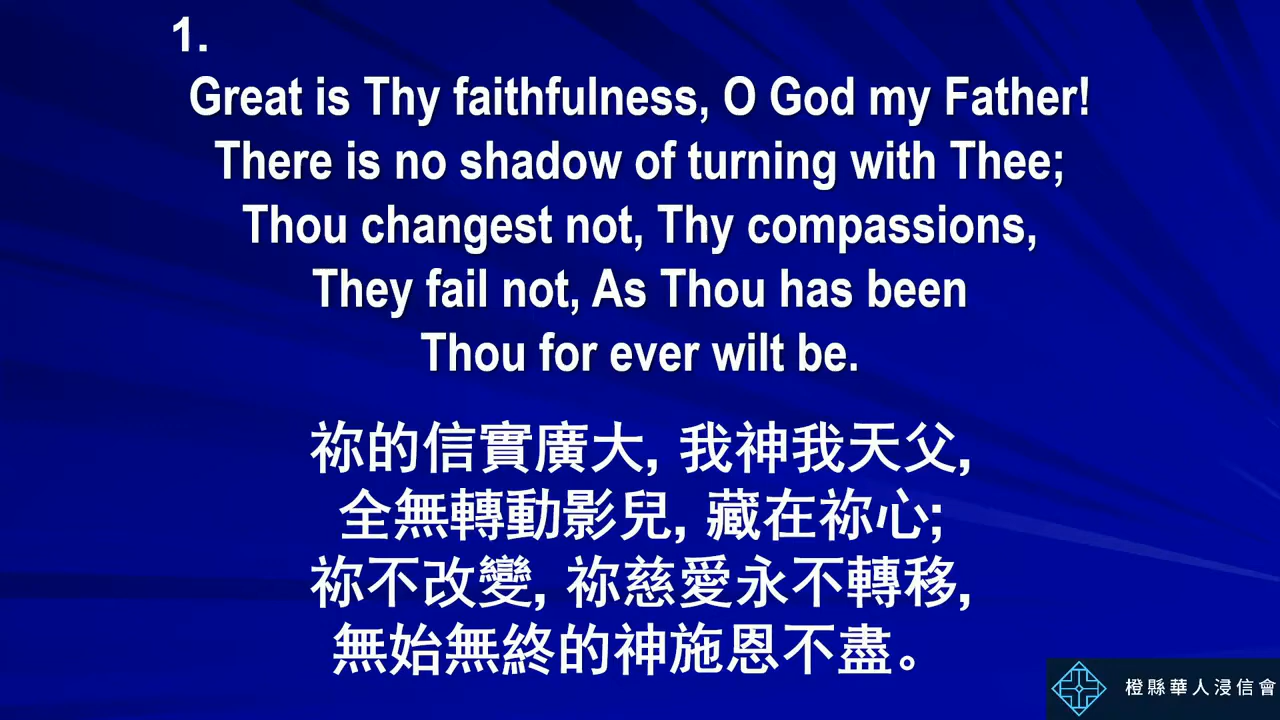 1.
Great is Thy faithfulness, O God my Father!
There is no shadow of turning with Thee;
Thou changest not, Thy compassions,
They fail not, As Thou has been
Thou for ever wilt be.
祢的信實廣大, 我神我天父,
全無轉動影兒, 藏在祢心;
祢不改變, 祢慈愛永不轉移,
無始無終的神施恩不盡。
橙縣華人浸信會